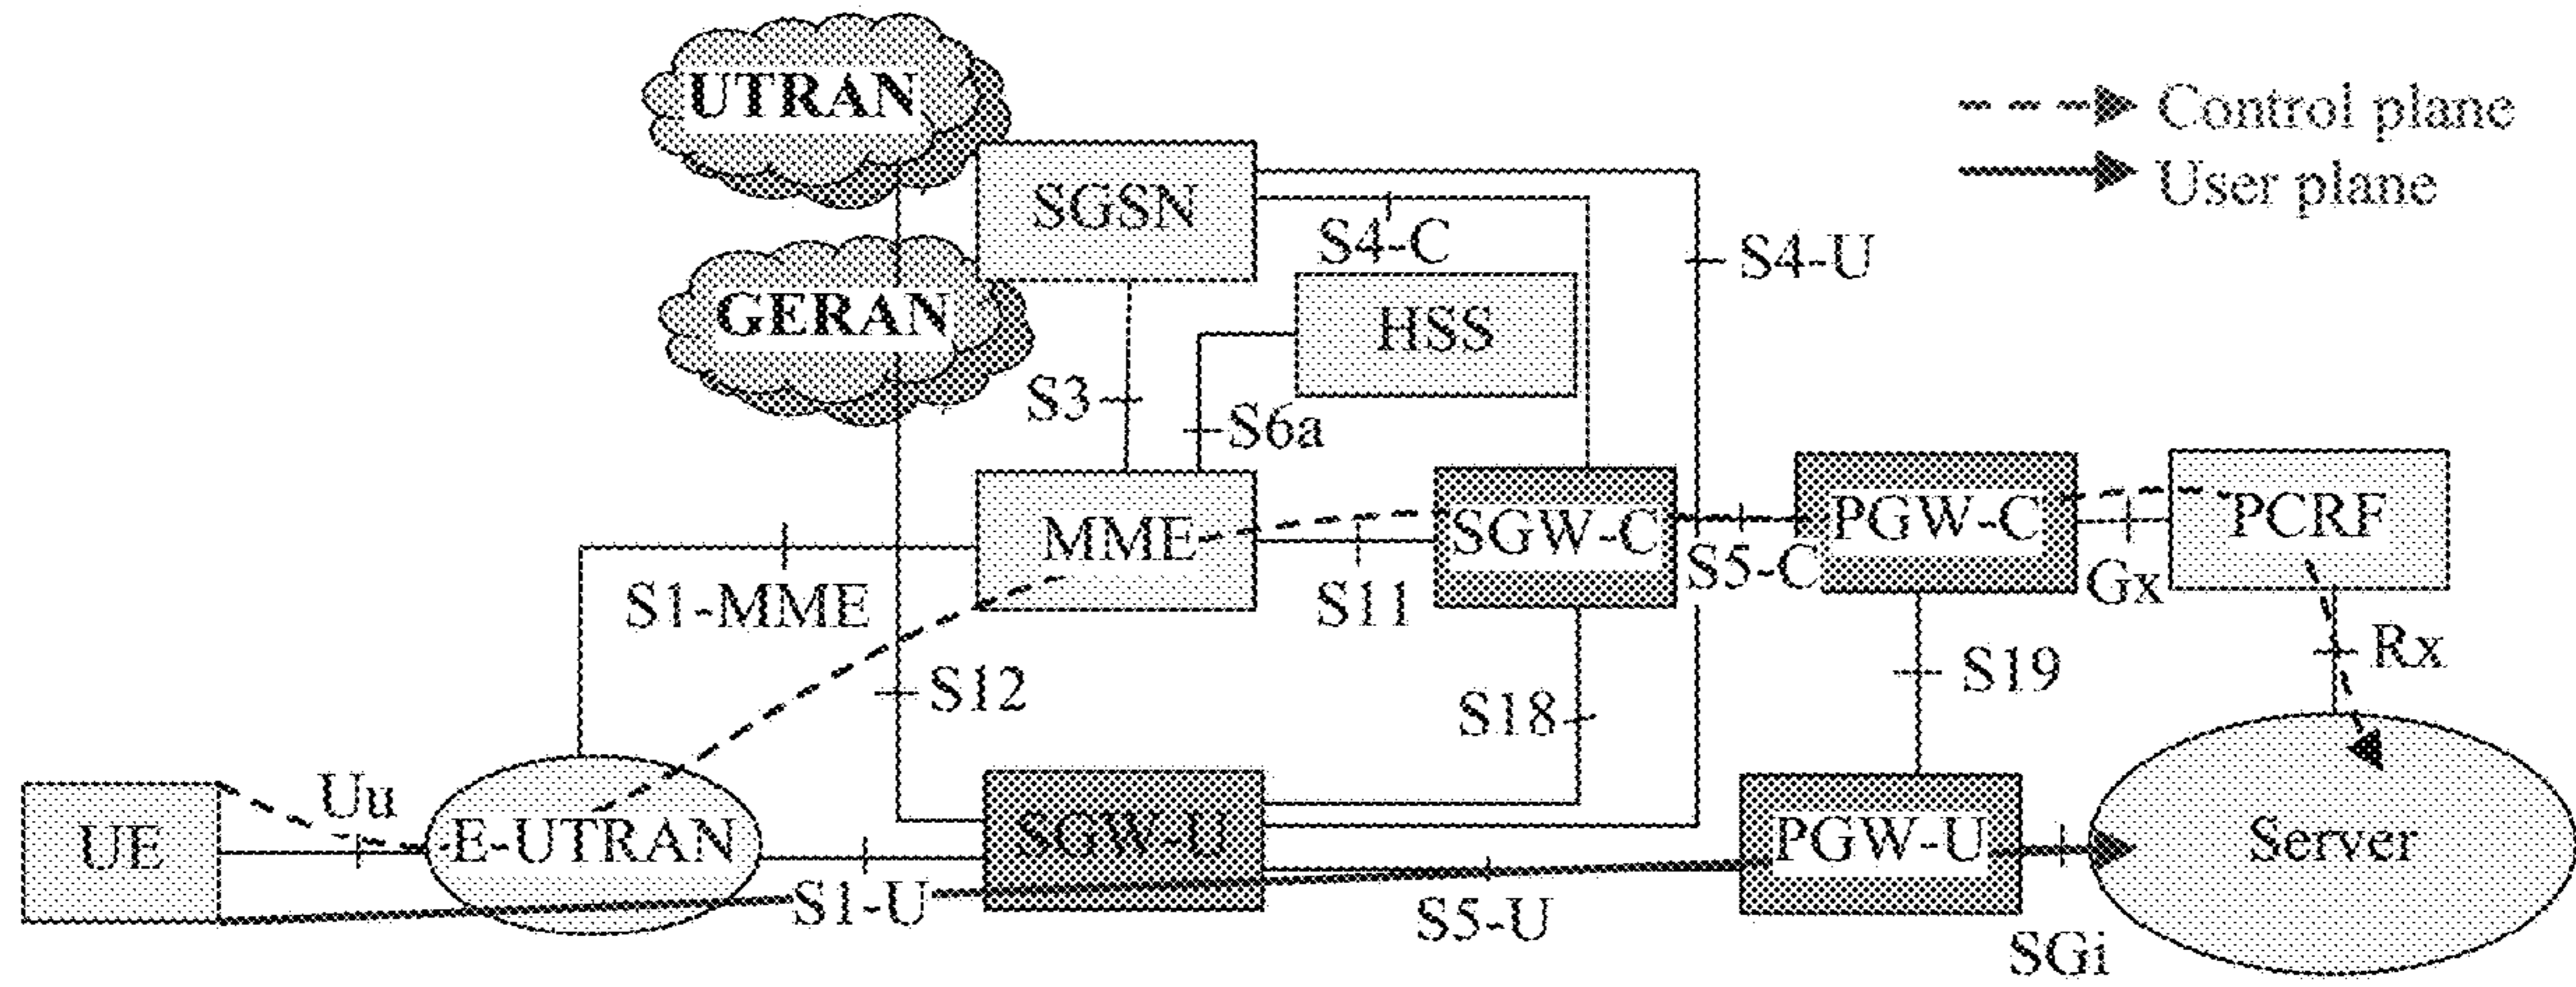 UTRAN
Control plane
User plane
SGSN
S4-C
S4-U
GERAN
HSS
S3
S6a
MME
SGW-C
PGW-C
PCRF
S1-MME
S11
S5-C
Gx
S12
S18
S19
Rx
UE
Uu
E-UTRAN
SGW-U
PGW-U
Server
S1-U
S5-U
SGi